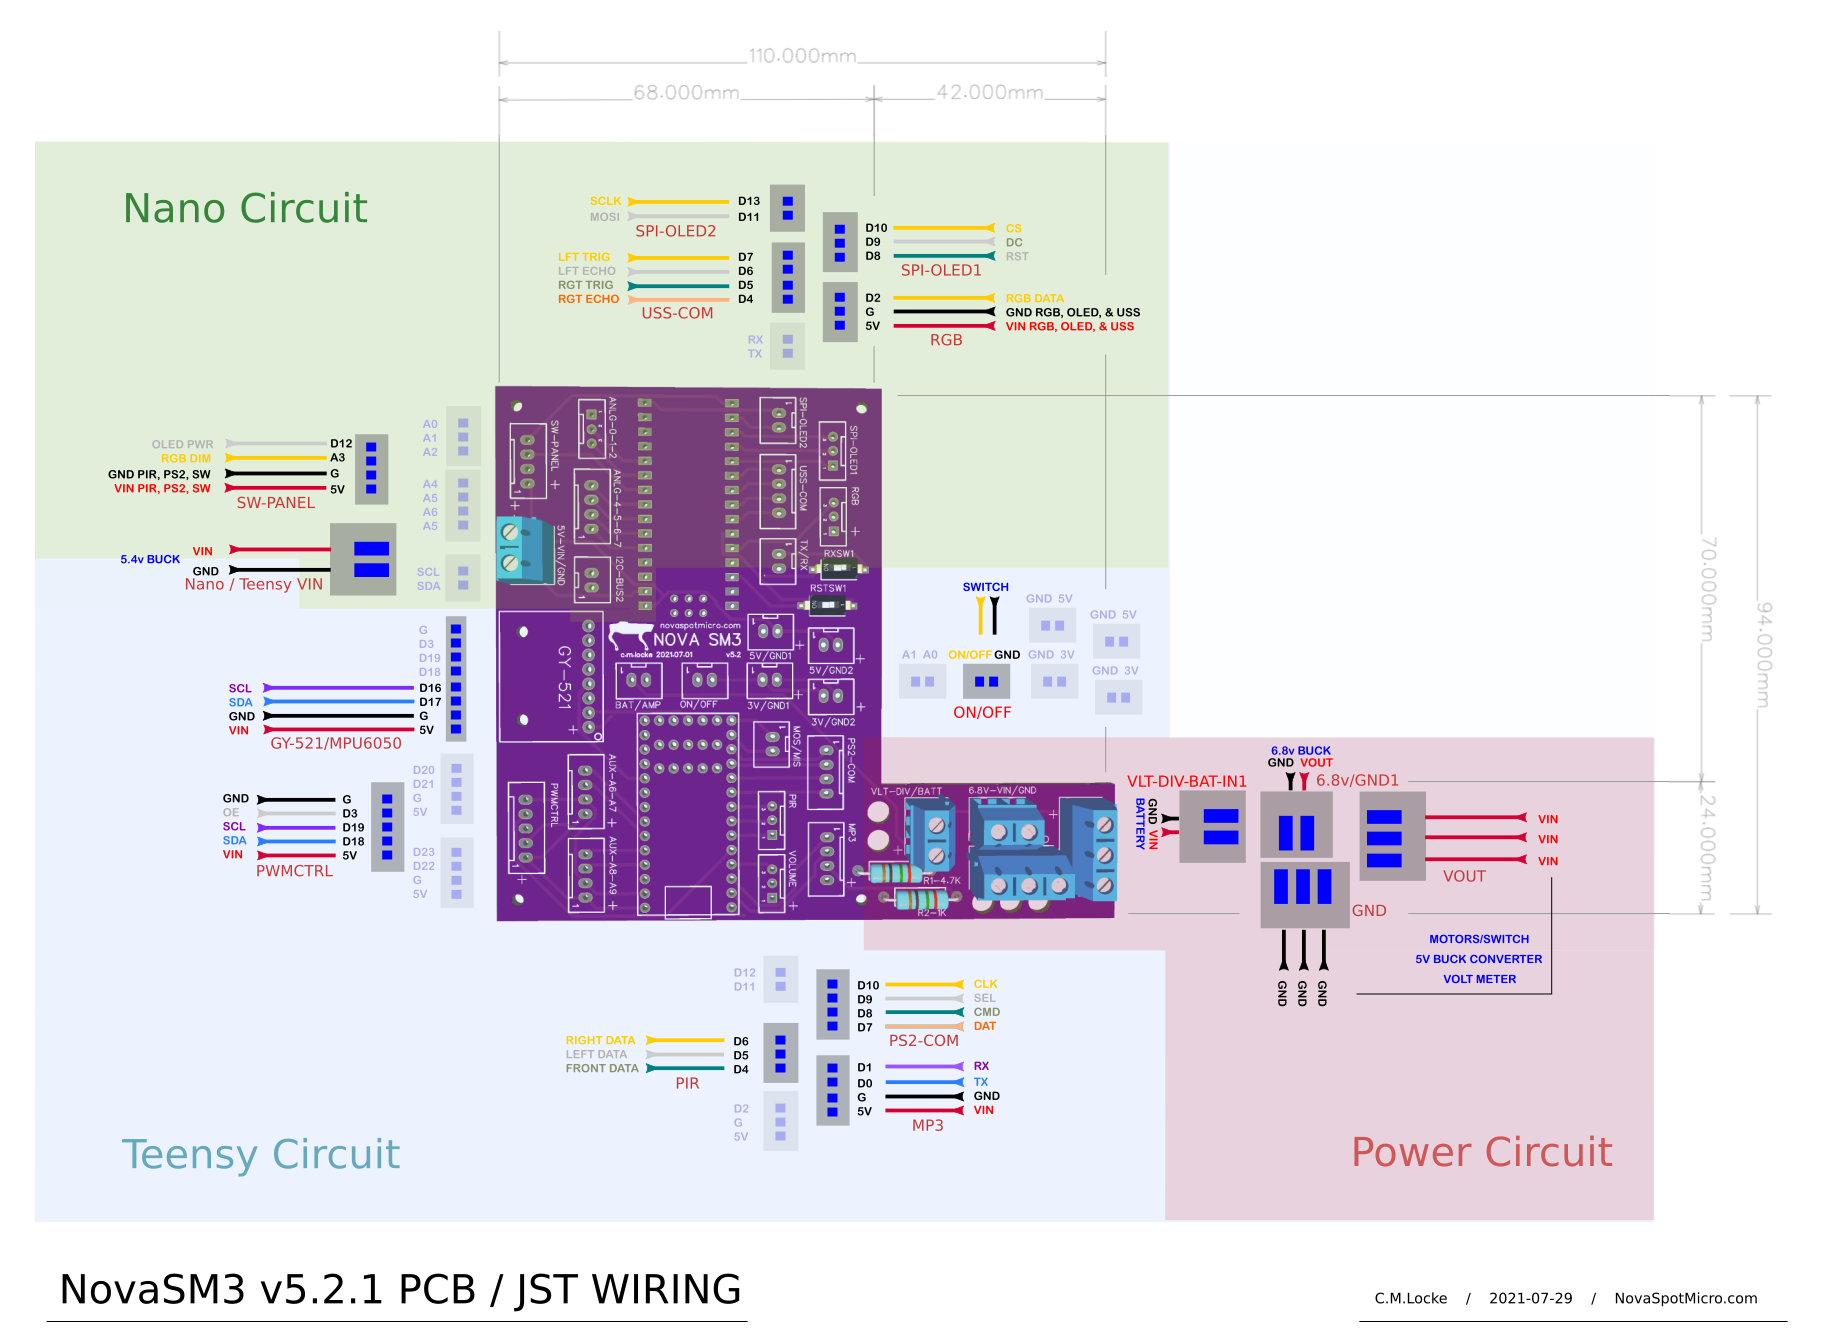 110.000mm
68.000mm
42.000mm
Nano Circuit
SCLK D13
MOSI D11
SPI-OLED2
LFT TRIG D7
LFT ECHO D6
RGT TRIG D5
RGT ECHO D4
USS-COM
RX
TX
D10 CS
D9 DC
D8 RST
SPI-OLED1
D2 RGB DATA
G GND RGB, OLED, & USS
5V VIN RGB, OLED, & USS
RGB
OLED PWR D12
RGB DIM A3
GND PIR, PS2, SW G
VIN PIR, PS2, SW 5V
SW-PANEL
A0
A1
A2
A4
A5
A6
A5
5.4v BUCK
VIN
GND
Nano / Teensy VIN
SCL
SDA
G
D3
D19
D18
SCL D16
SDA D17
GND G
VIN 5V
GY-521/MPU6050
D20
D21
G
5V
GND G
OE D3
SCL D19
SDA D18
VIN 5V
PWMCTRL
D23
D22
G
5V
SW-PANEL
ANLG-0-1-2
ANLG-4-5-6-7
5V-VIN/GND
I2C-BUS2
SPI-OLED2
SPI-OLED1
USS-COM
RGB
TX/RX
RXSW1
RSTSW1
novaspotmicro.com
NOVA SM3
c-m-locke 2021-07-01 v5.2
GY-521
5V/GND1
5V/GND2
BAT/AMP
ON/OFF
3V/GND1
3V/GND2
MOS/MIS
PS2-COM
AUX-A6-A7
PWMCTRL
PIR
MP3
AUX-A8-A9
VOLUME
VLT-DIV/BATT
6.8V-VIN/GND
R1-4.7K
R2-1K
SWITCH
GND 5V
GND 5V
A1 A0
ON/OFF GND
GND 3V
GND 3V
ON/OFF
70.000mm
94.000mm
24.000mm
6.8v BUCK
GND VOUT
VLT-DIV-BAT-IN1
6.8v/GND1
GND
VIN
BATTERY
VIN
VIN
VIN
VOUT
GND
GND
GND
GND
MOTORS/SWITCH
5V BUCK CONVERTER
VOLT METER
D12
D11
D10 CLK
D9 SEL
D8 CMD
D7 DAT
PS2-COM
RIGHT DATA D6
LEFT DATA D5
FRONT DATA D4
PIR
D1 RX
D0 TX
G GND
5V VIN
MP3
D2
G
5V
Teensy Circuit
Power Circuit
NovaSM3 v5.2.1 PCB / JST WIRING
C.M.Locke / 2021-07-29 / NovaSpotMicro.com